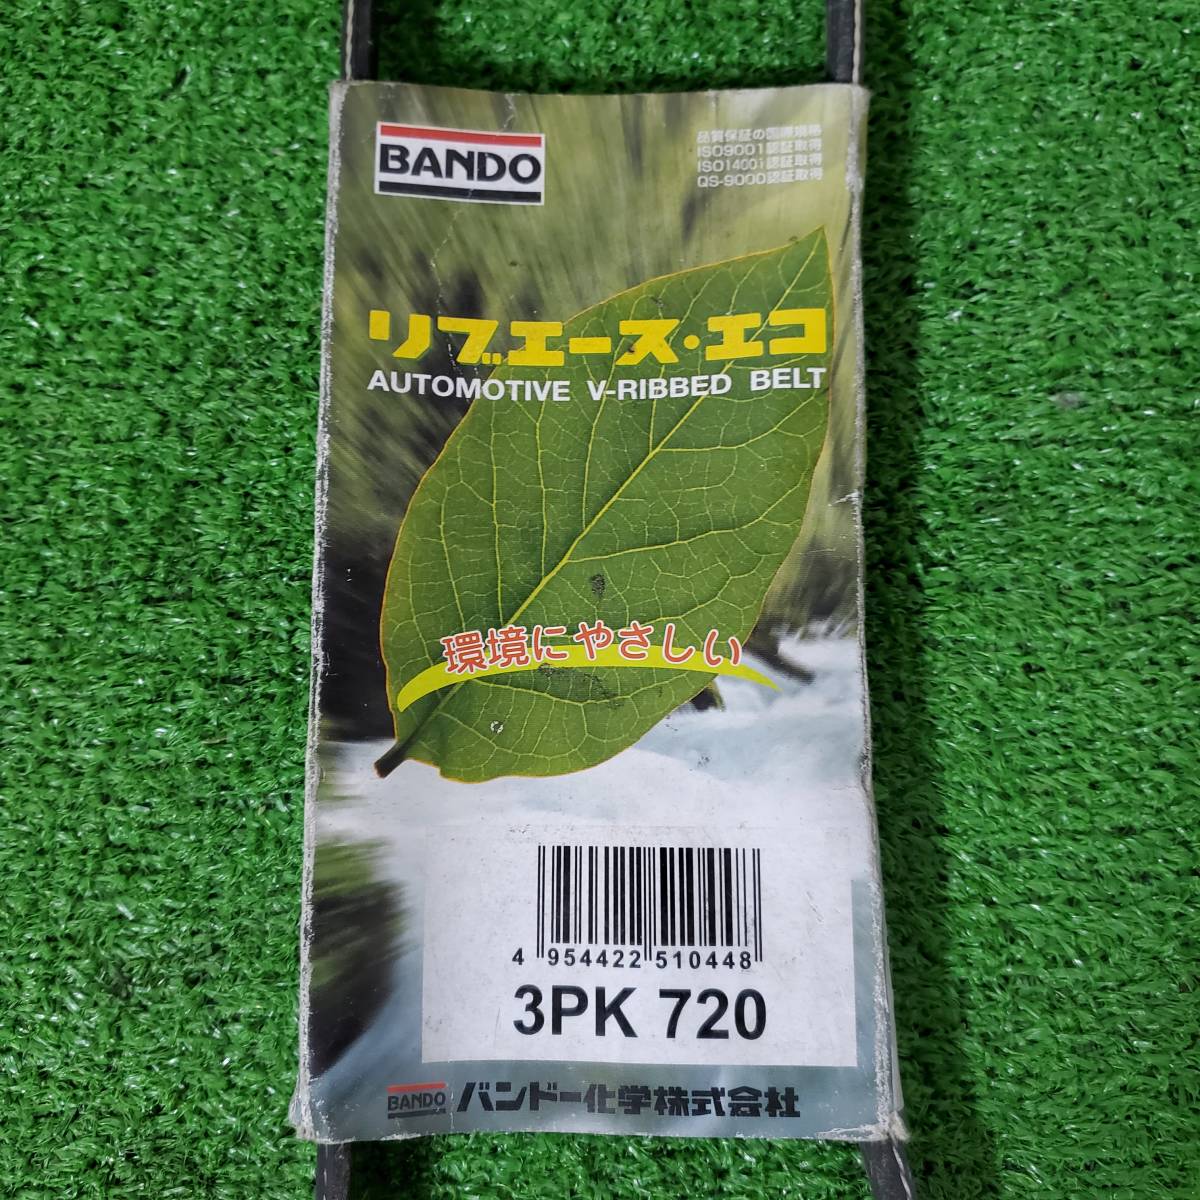 BANDO
品質保証の国際規格
ISO9001認証取得
ISO14001認証取得
QS-9000認証取得
リブエース・エコ
AUTOMOTIVE V-RIBBED BELT
環境にやさしい
4 954422 510448
3PK 720
BANDO バンドー化学株式会社